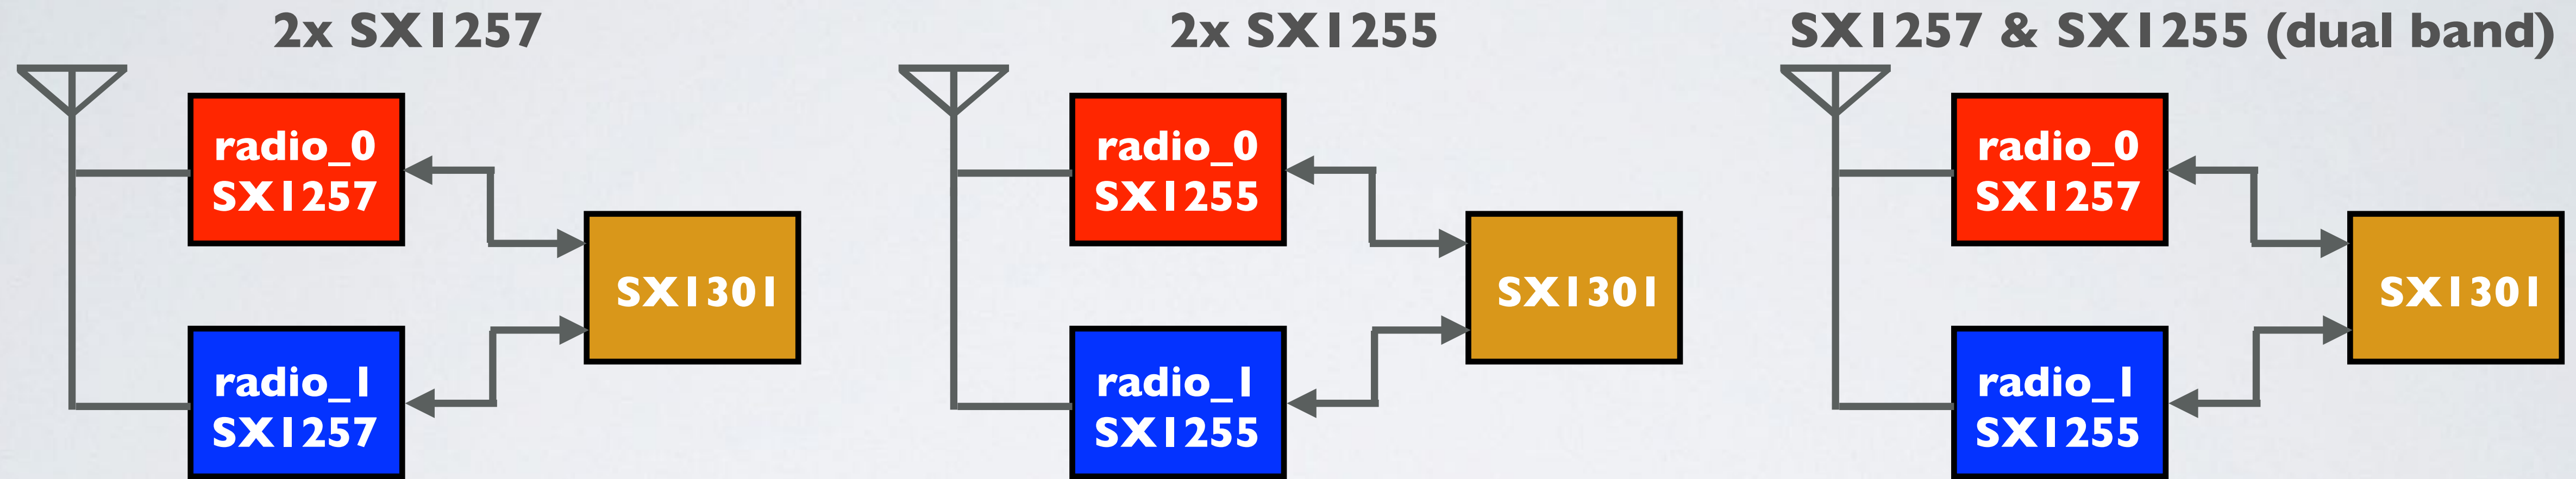 2x SX1257
radio_0
SX1257
SX1301
radio_1
SX1257
2x SX1255
radio_0
SX1255
SX1301
radio_1
SX1255
SX1257 & SX1255 (dual band)
radio_0
SX1257
SX1301
radio_1
SX1255